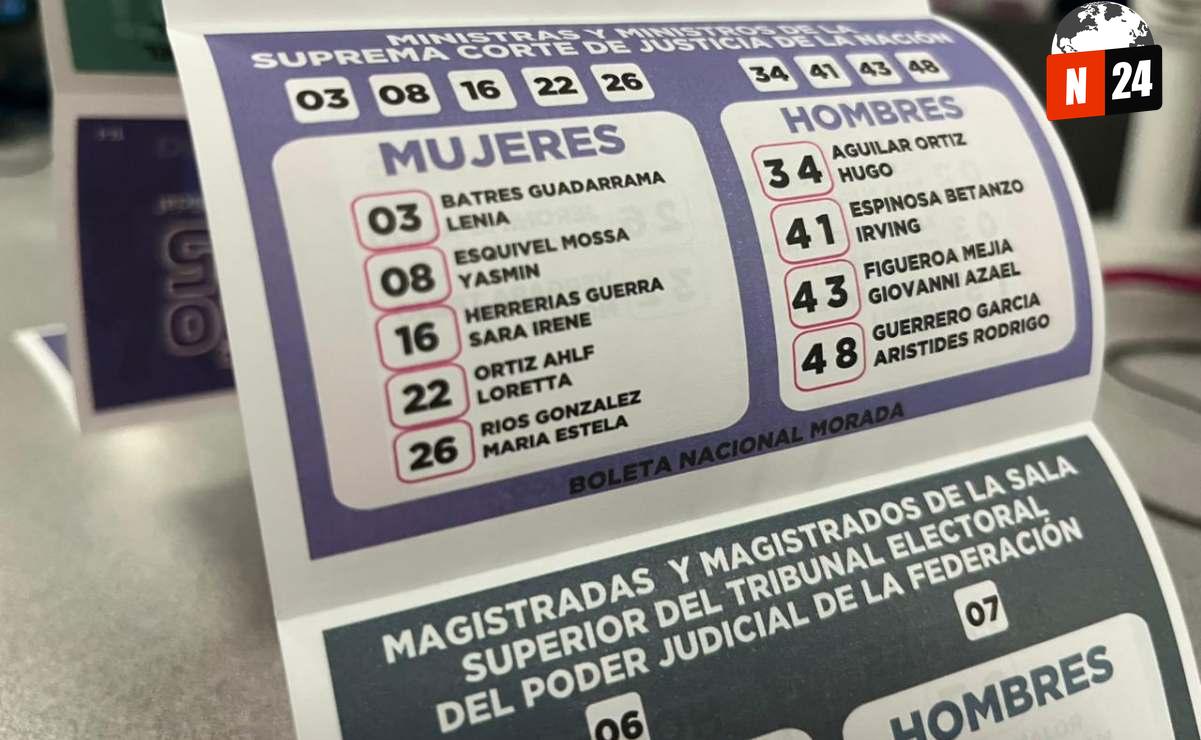 N 24
MINISTRAS Y MINISTROS DE LA
SUPREMA CORTE DE JUSTICIA DE LA NACIÓN
03 08 16 22 26
34 41 43 48
MUJERES
03 BATRES GUADARRAMA
LENIA
08 ESQUIVEL MOSSA
YASMIN
16 HERRERIAS GUERRA
SARA IRENE
22 ORTIZ AHLF
LORETTA
26 RIOS GONZALEZ
MARIA ESTELA
HOMBRES
34 AGUILAR ORTIZ
HUGO
41 ESPINOSA BETANZO
IRVING
43 FIGUEROA MEJIA
GIOVANNI AZAEL
48 GUERRERO GARCIA
ARISTIDES RODRIGO
BOLETA NACIONAL MORADA
MAGISTRADAS Y MAGISTRADOS DE LA SALA
SUPERIOR DEL TRIBUNAL ELECTORAL
DEL PODER JUDICIAL DE LA FEDERACIÓN
06
07
HOMBRES